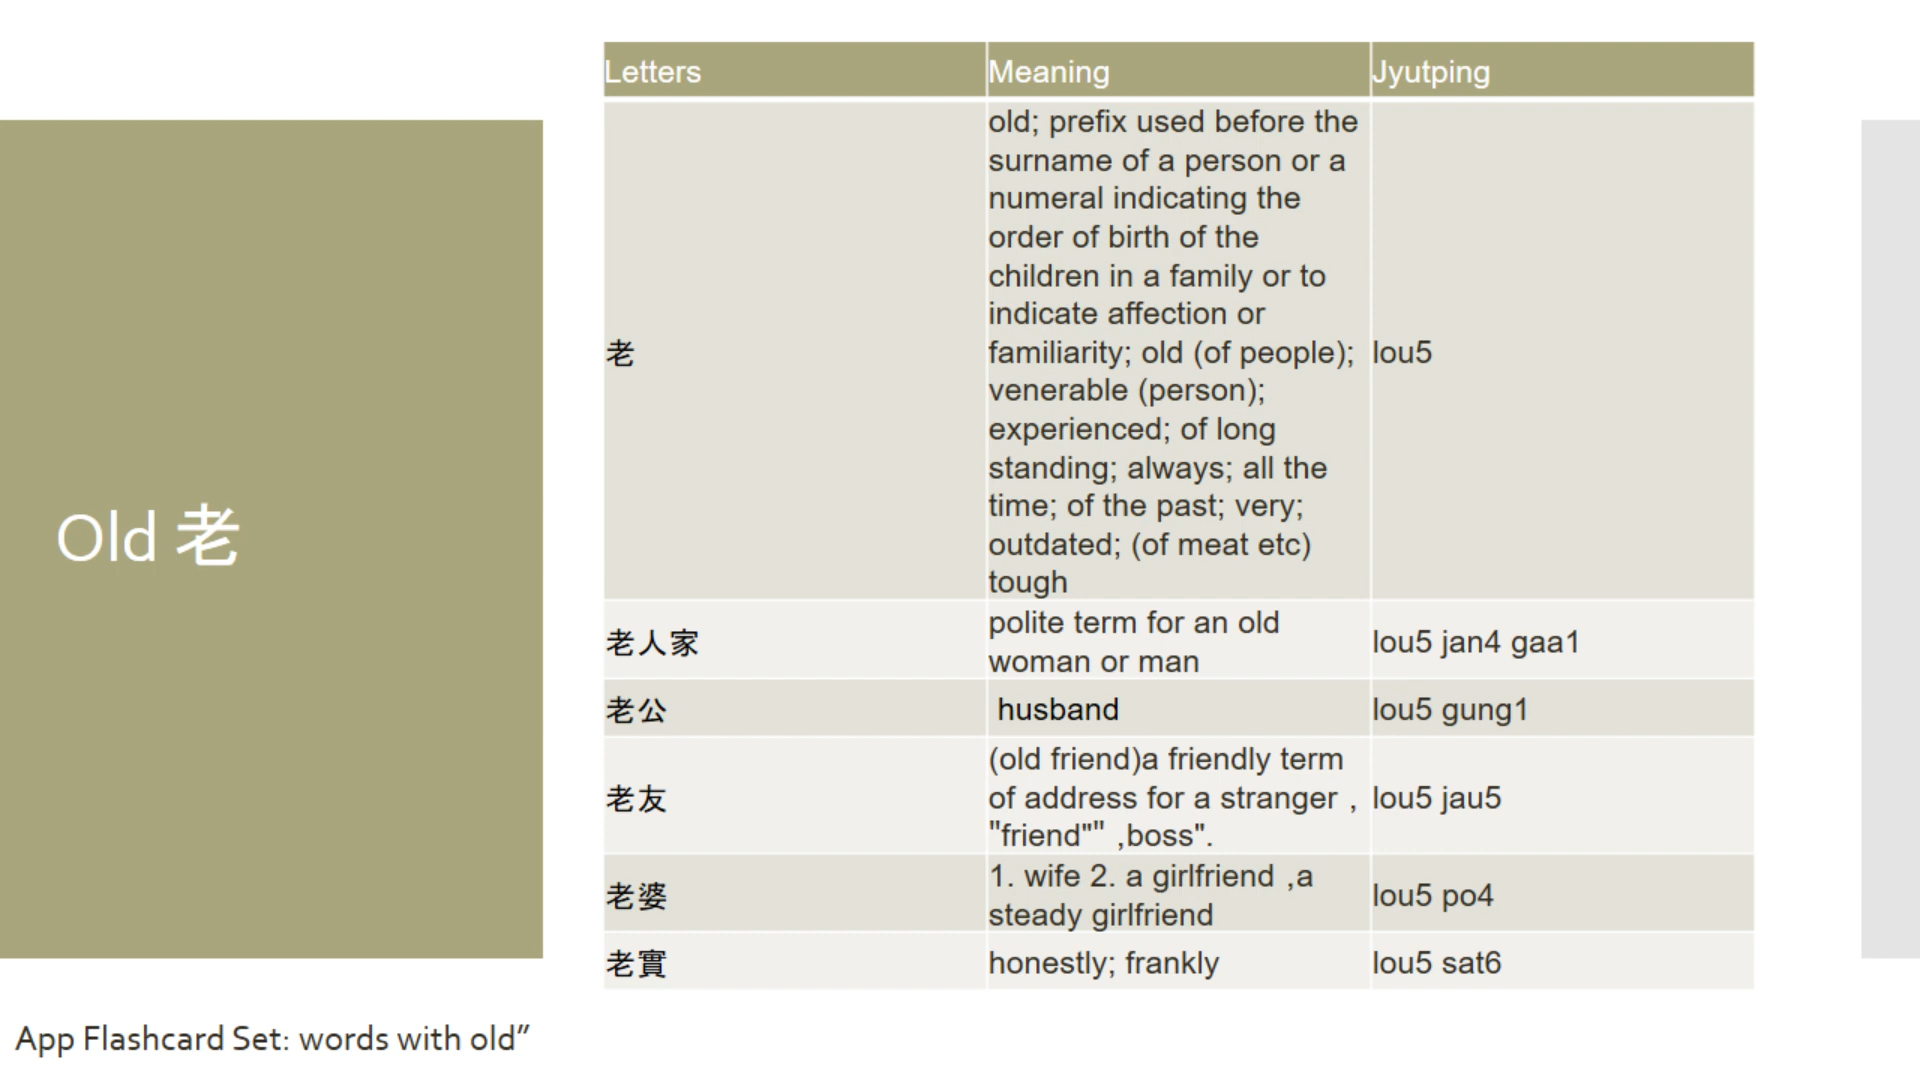 Old 老
App Flashcard Set: words with old”
Letters Meaning Jyutping
老 old; prefix used before the
surname of a person or a
numeral indicating the
order of birth of the
children in a family or to
indicate affection or
familiarity; old (of people);
venerable (person);
experienced; of long
standing; always; all the
time; of the past; very;
outdated; (of meat etc)
tough lou5
老人家 polite term for an old
woman or man lou5 jan4 gaa1
老公 husband lou5 gung1
老友 (old friend)a friendly term
of address for a stranger ,
"friend"" ,boss". lou5 jau5
老婆 1. wife 2. a girlfriend ,a
steady girlfriend lou5 po4
老實 honestly; frankly lou5 sat6